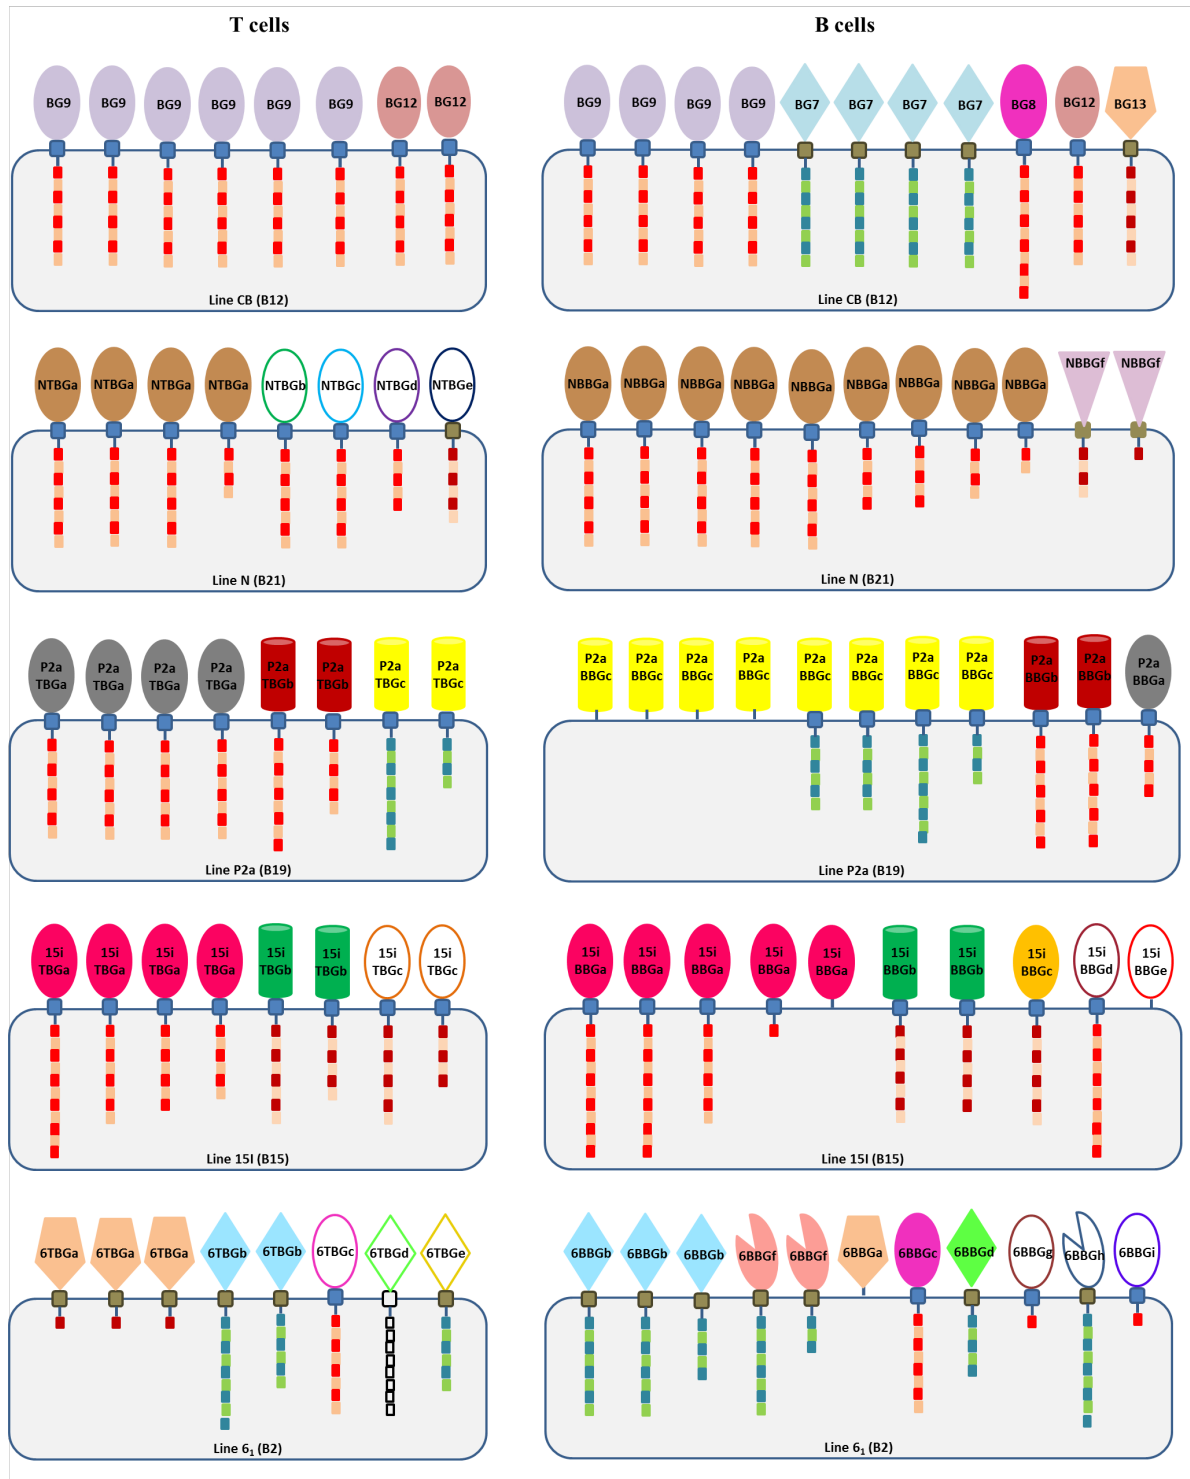 T cells B cells
BG9 BG9 BG9 BG9 BG9 BG9 BG12 BG12
BG9 BG9 BG9 BG9 BG7 BG7 BG7 BG7 BG8 BG12 BG13
Line CB (B12) Line CB (B12)
NTBGa NTBGa NTBGa NTBGa NTBGb NTBGc NTBGd NTBGe
NBBGa NBBGa NBBGa NBBGa NBBGa NBBGa NBBGa NBBGa NBBGa NBBGf NBBGf
Line N (B21) Line N (B21)
P2a P2a P2a P2a P2a P2a P2a P2a
TBGa TBGa TBGa TBGa TBGb TBGb TBGc TBGc
P2a P2a P2a P2a P2a P2a P2a P2a P2a P2a P2a
BBGc BBGc BBGc BBGc BBGc BBGc BBGc BBGc BBGb BBGb BBGa
Line P2a (B19) Line P2a (B19)
15i 15i 15i 15i 15i 15i 15i 15i
TBGa TBGa TBGa TBGa TBGb TBGb TBGc TBGc
15i 15i 15i 15i 15i 15i 15i 15i 15i 15i
BBGa BBGa BBGa BBGa BBGa BBGb BBGb BBGc BBGd BBGe
Line 15I (B15) Line 15I (B15)
6TBGa 6TBGa 6TBGa 6TBGb 6TBGb 6TBGc 6TBGd 6TBGe
6BBGb 6BBGb 6BBGb 6BBGf 6BBGf 6BBGa 6BBGc 6BBGd 6BBGg 6BBGh 6BBGi
Line 6₁ (B2) Line 6₁ (B2)